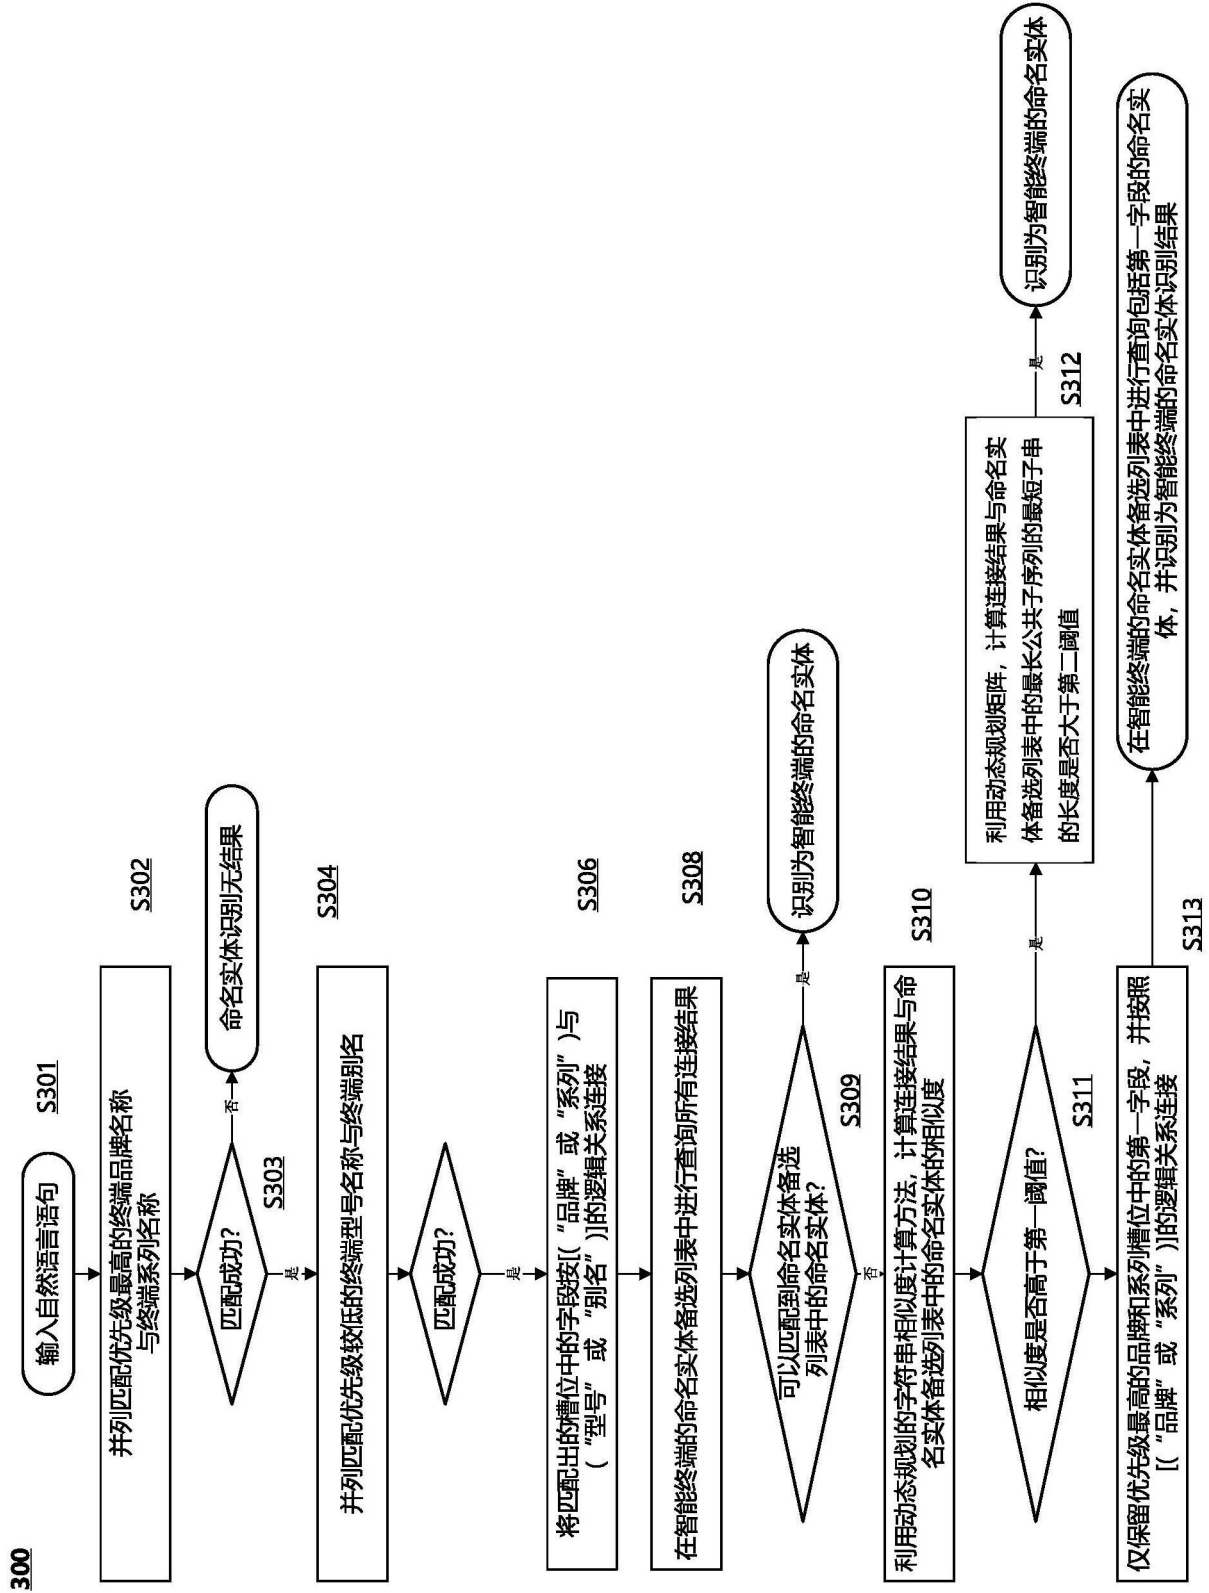 300
输入自然语言语句
S301
并列匹配优先级最高的终端品牌名称
与终端系列名称
S302
匹配成功?
S303
否
命名实体识别无结果
是
并列匹配优先级较低的终端型号名称与终端别名
S304
匹配成功?
是
将匹配出的槽位中的字段按[(“品牌”或“系列”)与
(“型号”或“别名”)]的逻辑关系连接
S306
在智能终端的命名实体备选列表中进行查询所有连接结果
S308
可以匹配到命名实体备选
列表中的命名实体?
S309
是
识别为智能终端的命名实体
否
利用动态规划的字符串相似度计算方法，计算连接结果与命
名实体备选列表中的命名实体的相似度
S310
相似度是否高于第一阈值?
S311
是
利用动态规划矩阵，计算连接结果与命名实
体备选列表中的最长公共子序列的最短子串
的长度是否大于第二阈值
S312
是
识别为智能终端的命名实体
仅保留优先级最高的品牌和系列槽位中的第一字段，并按照
[(“品牌”或“系列”)]的逻辑关系连接
S313
在智能终端的命名实体备选列表中进行查询包括第一字段的命名实
体，并识别为智能终端的命名实体识别结果